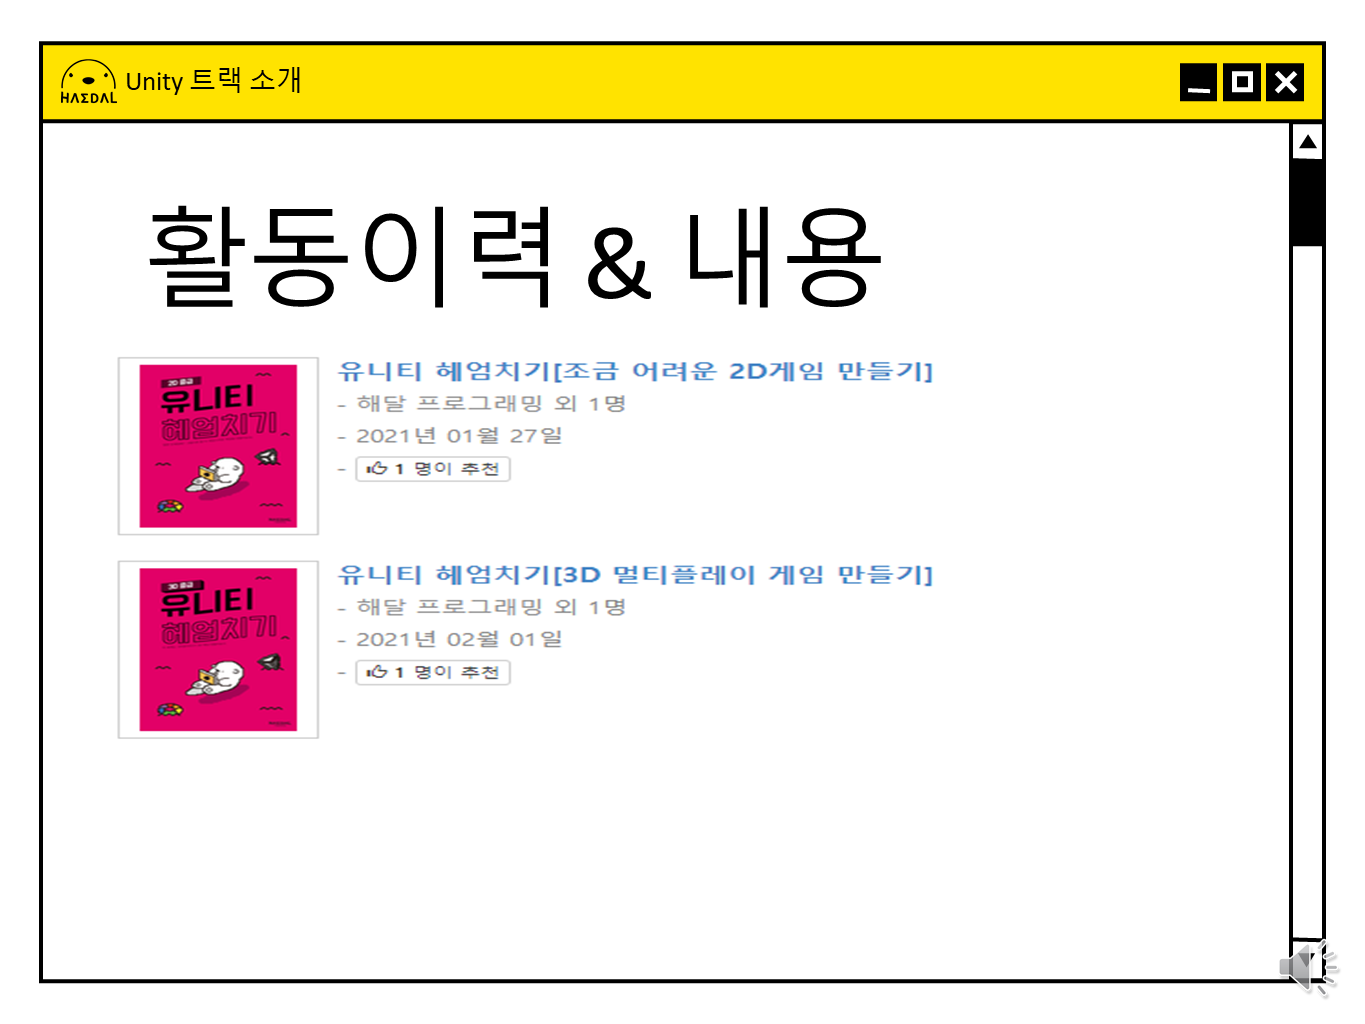 HΛΣDΛL
Unity 트랙 소개
활동이력 & 내용
2D 중급
유니티
헤엄치기
유니티 헤엄치기[조금 어려운 2D게임 만들기]
- 해달 프로그래밍 외 1명
- 2021년 01월 27일
- 1 명이 추천
3D 중급
유니티
헤엄치기
유니티 헤엄치기[3D 멀티플레이 게임 만들기]
- 해달 프로그래밍 외 1명
- 2021년 02월 01일
- 1 명이 추천